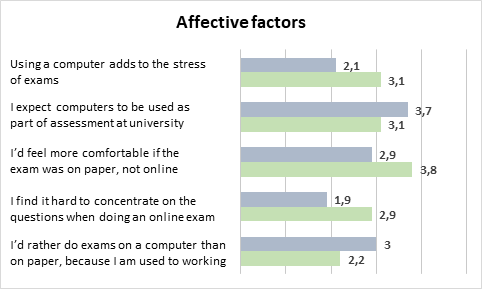 Affective factors
Using a computer adds to the stress
of exams
2,1
3,1
I expect computers to be used as
part of assessment at university
3,7
3,1
I'd feel more comfortable if the
exam was on paper, not online
2,9
3,8
I find it hard to concentrate on the
questions when doing an online exam
1,9
2,9
I'd rather do exams on a computer than
on paper, because I am used to working
3
2,2